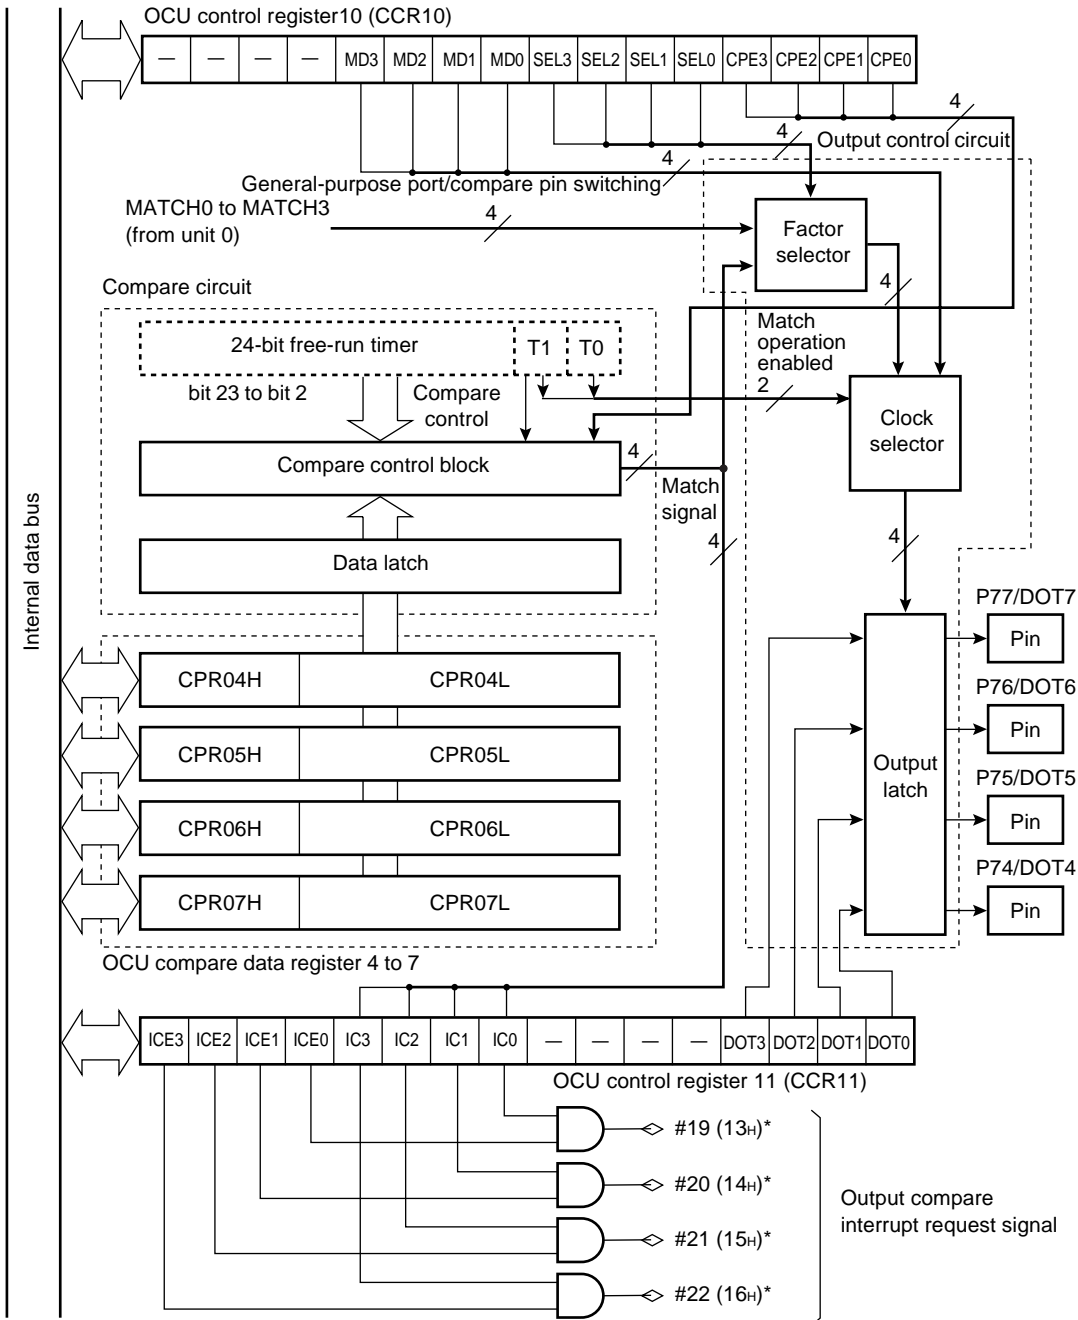 OCU control register10 (CCR10)
— — — — MD3 MD2 MD1 MD0 SEL3 SEL2 SEL1 SEL0 CPE3 CPE2 CPE1 CPE0
4
4
Output control circuit
4
General-purpose port/compare pin switching
MATCH0 to MATCH3
(from unit 0)
4
Factor
selector
4
Compare circuit
24-bit free-run timer T1 T0
Match
operation
enabled
2
bit 23 to bit 2
Compare
control
Clock
selector
Compare control block
4
Match
signal
4
4
Data latch
Internal data bus
P77/DOT7
Pin
CPR04H CPR04L
P76/DOT6
Pin
CPR05H CPR05L
Output
latch
P75/DOT5
Pin
CPR06H CPR06L
P74/DOT4
Pin
CPR07H CPR07L
OCU compare data register 4 to 7
ICE3 ICE2 ICE1 ICE0 IC3 IC2 IC1 IC0 — — — — DOT3 DOT2 DOT1 DOT0
OCU control register 11 (CCR11)
#19 (13H)*
#20 (14H)*
#21 (15H)*
#22 (16H)*
Output compare
interrupt request signal